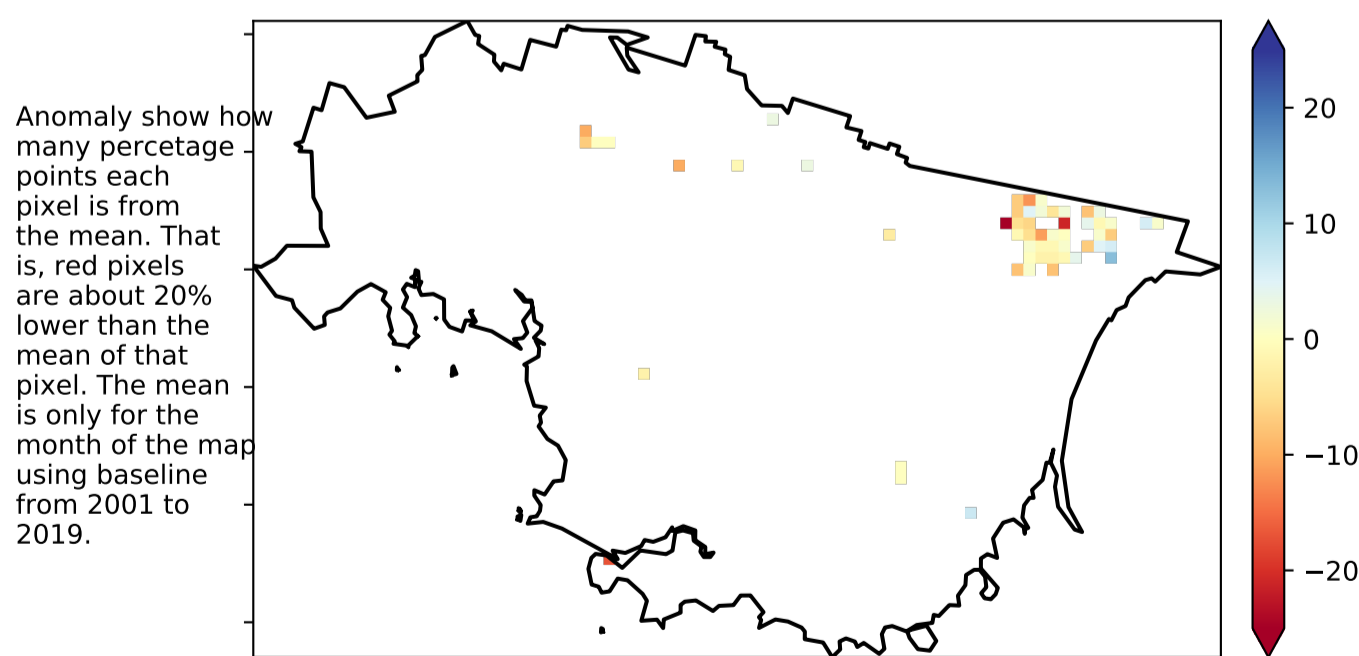 Anomaly show how
many percetage
points each
pixel is from
the mean. That
is, red pixels
are about 20%
lower than the
mean of that
pixel. The mean
is only for the
month of the map
using baseline
from 2001 to
2019.
20
10
0
−10
−20